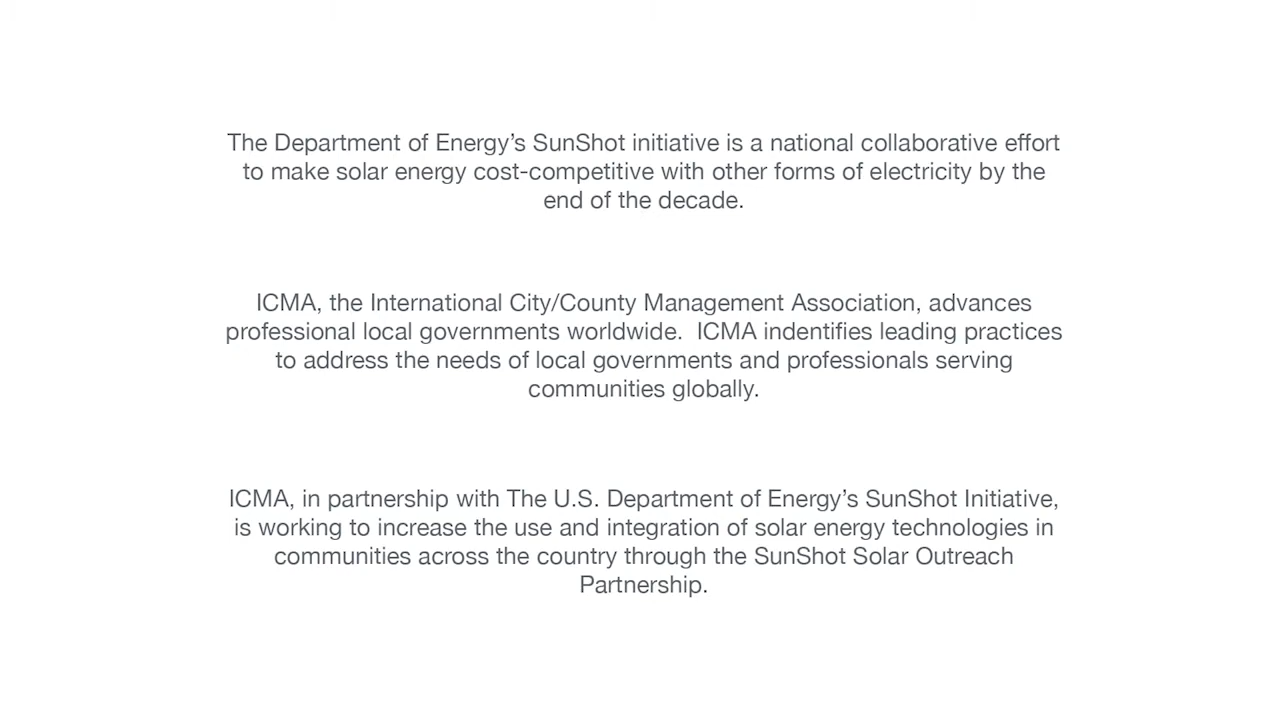 The Department of Energy’s SunShot initiative is a national collaborative effort
to make solar energy cost-competitive with other forms of electricity by the
end of the decade.
ICMA, the International City/County Management Association, advances
professional local governments worldwide.  ICMA indentifies leading practices
to address the needs of local governments and professionals serving
communities globally.
ICMA, in partnership with The U.S. Department of Energy’s SunShot Initiative,
is working to increase the use and integration of solar energy technologies in
communities across the country through the SunShot Solar Outreach
Partnership.